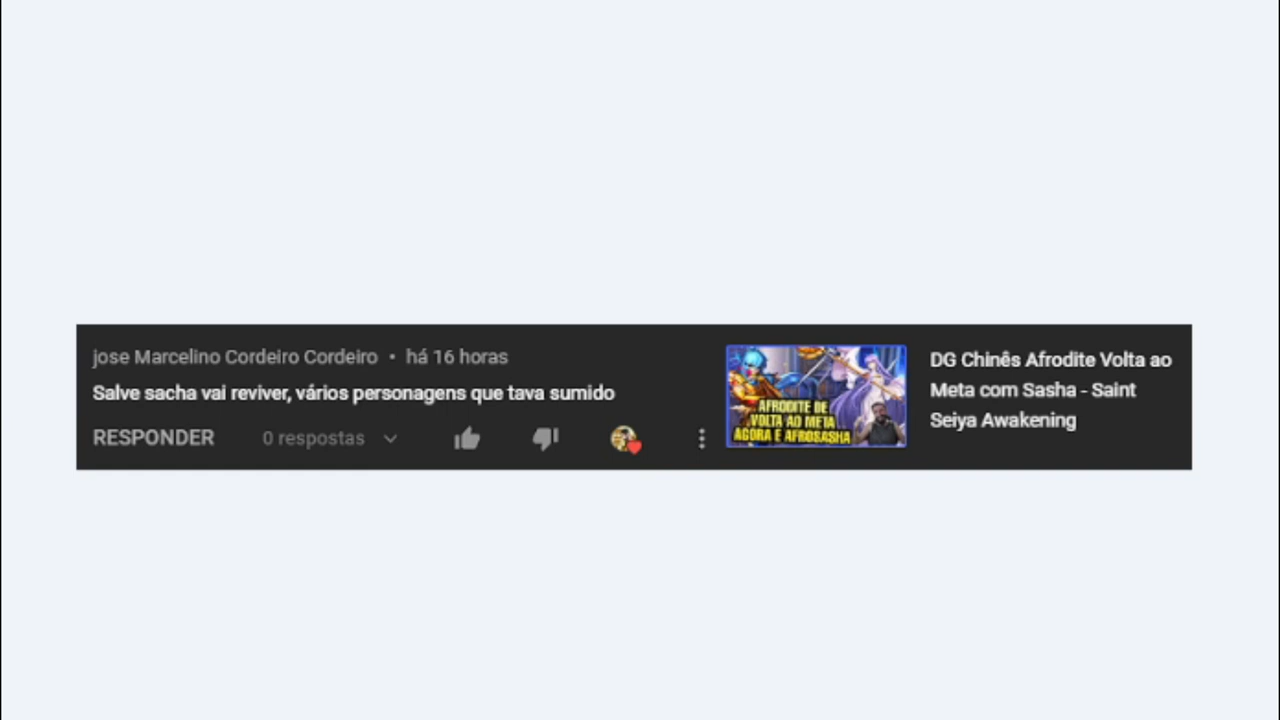 jose Marcelino Cordeiro Cordeiro • há 16 horas
Salve sacha vai reviver, vários personagens que tava sumido
RESPONDER 0 respostas
AFRODITE DE
VOLTA AO META
AGORA E AFROSASHA
DG Chinês Afrodite Volta ao
Meta com Sasha - Saint
Seiya Awakening